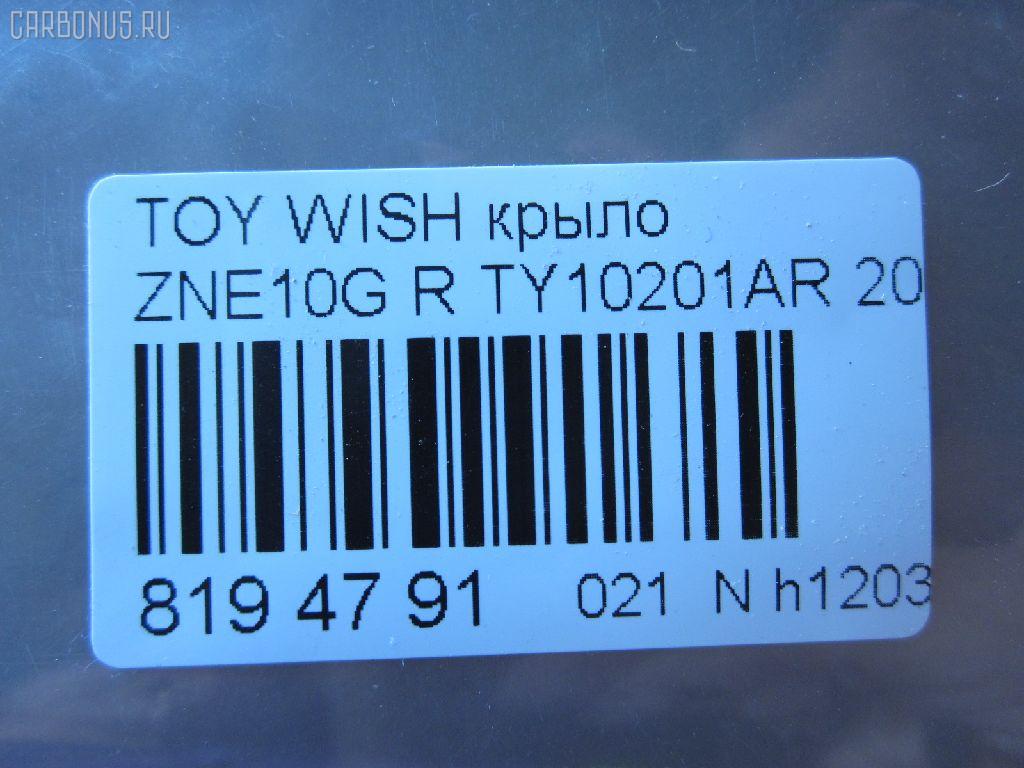 CARBONUS.RU
TOY WISH крыло
ZNE10G R TY10201AR 20
819 47 91 021 N h1203